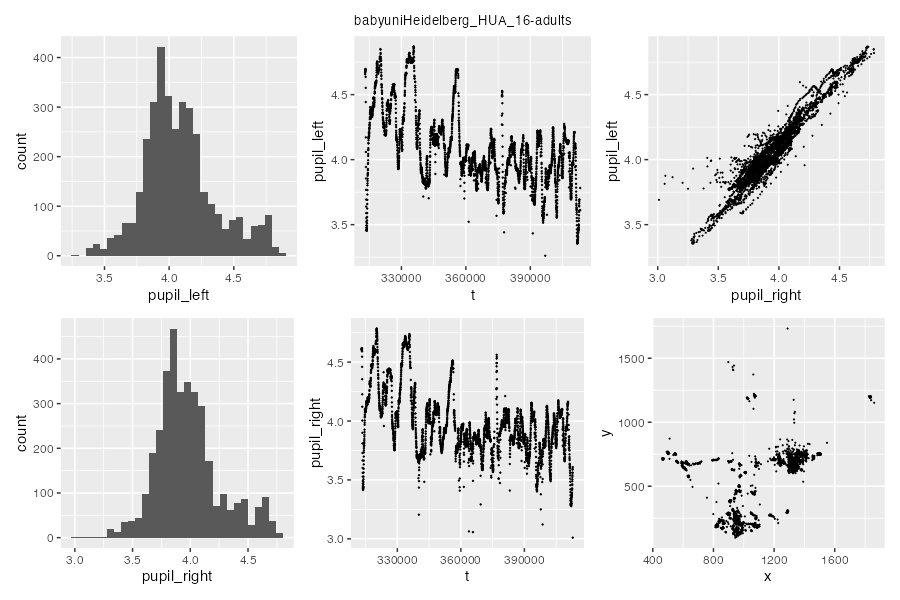 babyuniHeidelberg_HUA_16-adults
400
300
200
100
0
count
3.5 4.0 4.5
pupil_left
4.5
4.0
3.5
pupil_left
330000 360000 390000
t
4.5
4.0
3.5
pupil_left
3.0 3.5 4.0 4.5
pupil_right
400
300
200
100
0
count
3.0 3.5 4.0 4.5
pupil_right
4.5
4.0
3.5
3.0
pupil_right
330000 360000 390000
t
1500
1000
500
y
400 800 1200 1600
x